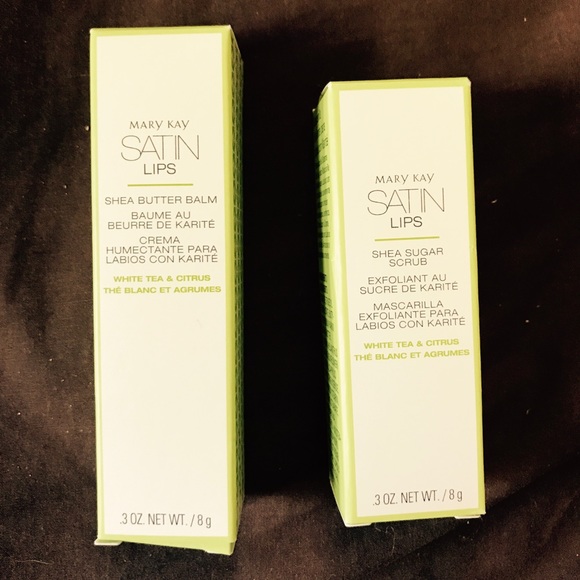 MARY KAY
SATIN
LIPS
SHEA BUTTER BALM
BAUME AU
BEURRE DE KARITÉ
CREMA
HUMECTANTE PARA
LABIOS CON KARITÉ
WHITE TEA & CITRUS
THÉ BLANC ET AGRUMES
.3 OZ. NET WT. / 8 g
MARY KAY
SATIN
LIPS
SHEA SUGAR
SCRUB
EXFOLIANT AU
SUCRE DE KARITÉ
MASCARILLA
EXFOLIANTE PARA
LABIOS CON KARITÉ
WHITE TEA & CITRUS
THÉ BLANC ET AGRUMES
.3 OZ. NET WT. / 8 g